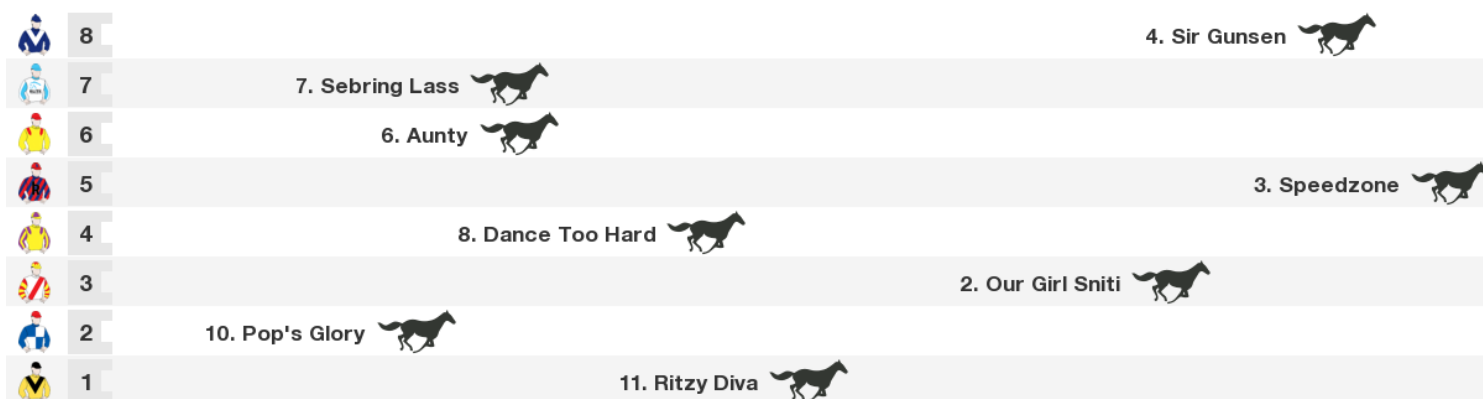 8 4. Sir Gunsen
7 7. Sebring Lass
6 6. Aunty
5 3. Speedzone
4 8. Dance Too Hard
3 2. Our Girl Sniti
2 10. Pop's Glory
1 11. Ritzy Diva